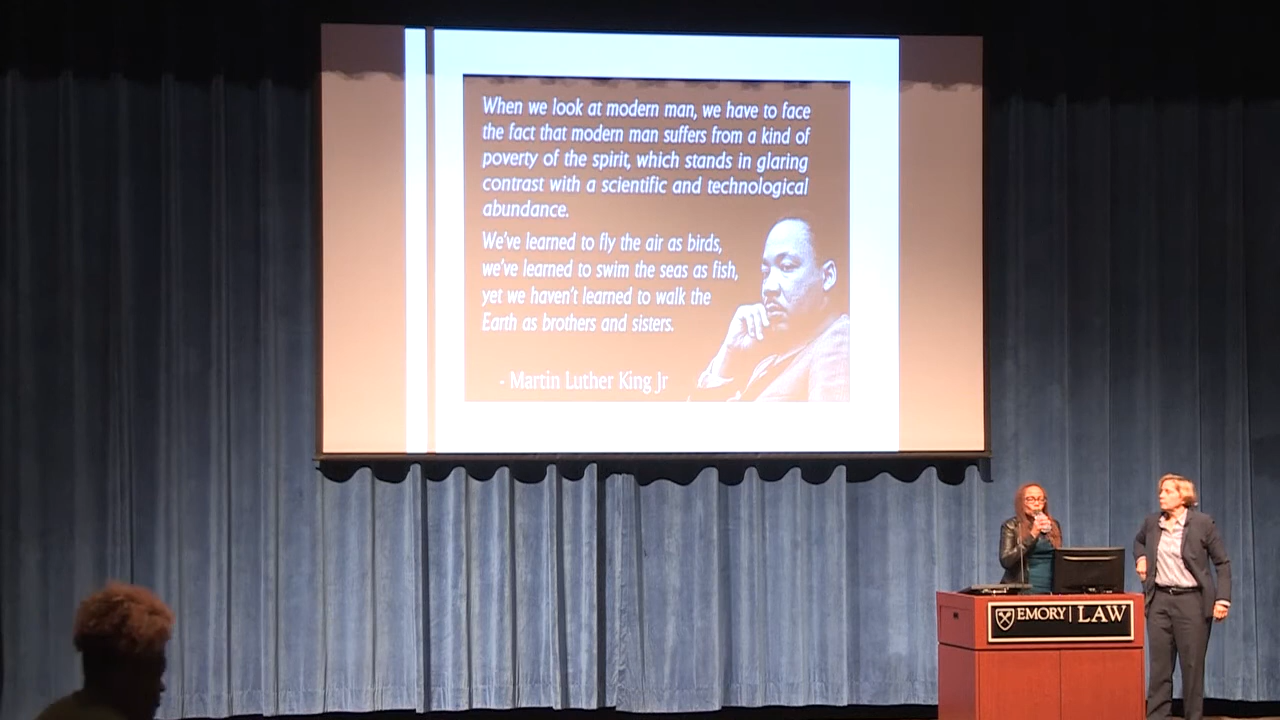 When we look at modern man, we have to face
the fact that modern man suffers from a kind of
poverty of the spirit, which stands in glaring
contrast with a scientific and technological
abundance.
We've learned to fly the air as birds,
we've learned to swim the seas as fish,
yet we haven't learned to walk the
Earth as brothers and sisters.
- Martin Luther King Jr
EMORY | LAW